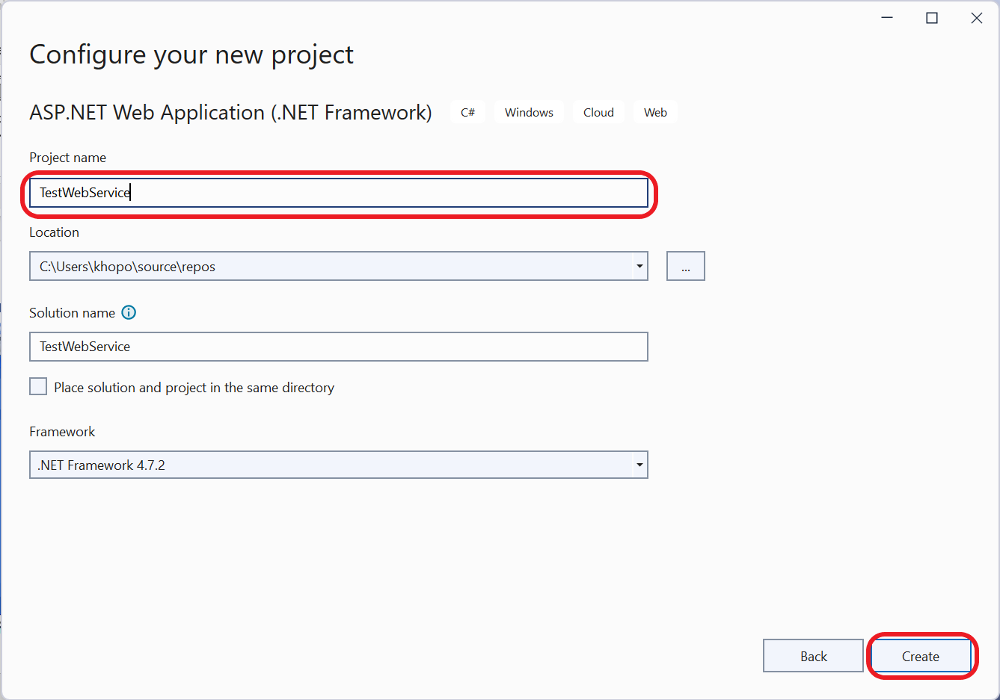 Configure your new project
ASP.NET Web Application (.NET Framework) C# Windows Cloud Web
Project name
TestWebService
Location
C:\Users\khopo\source\repos
...
Solution name
TestWebService
Place solution and project in the same directory
Framework
.NET Framework 4.7.2
Back Create